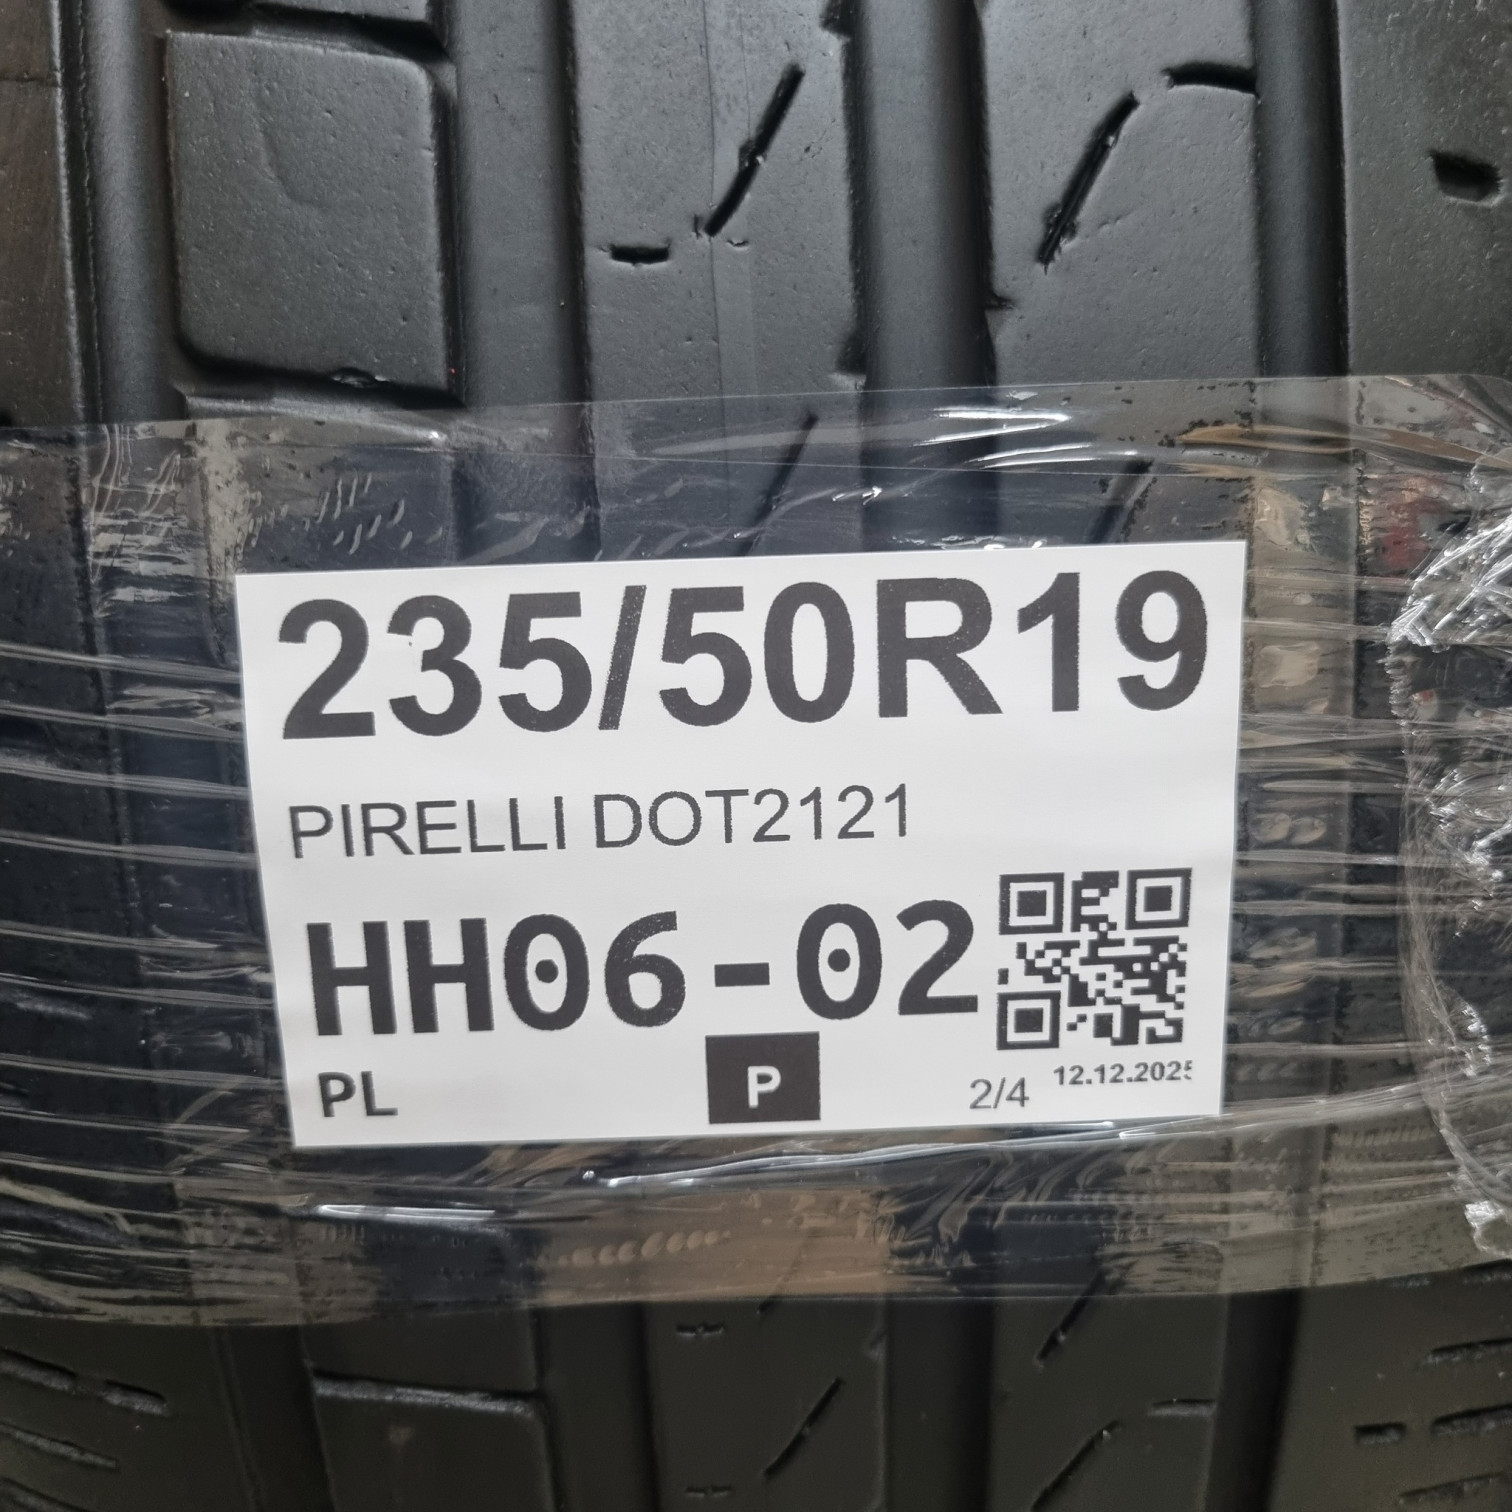 235/50R19
PIRELLI DOT2121
HH06-02
PL
P
2/4
12.12.2025